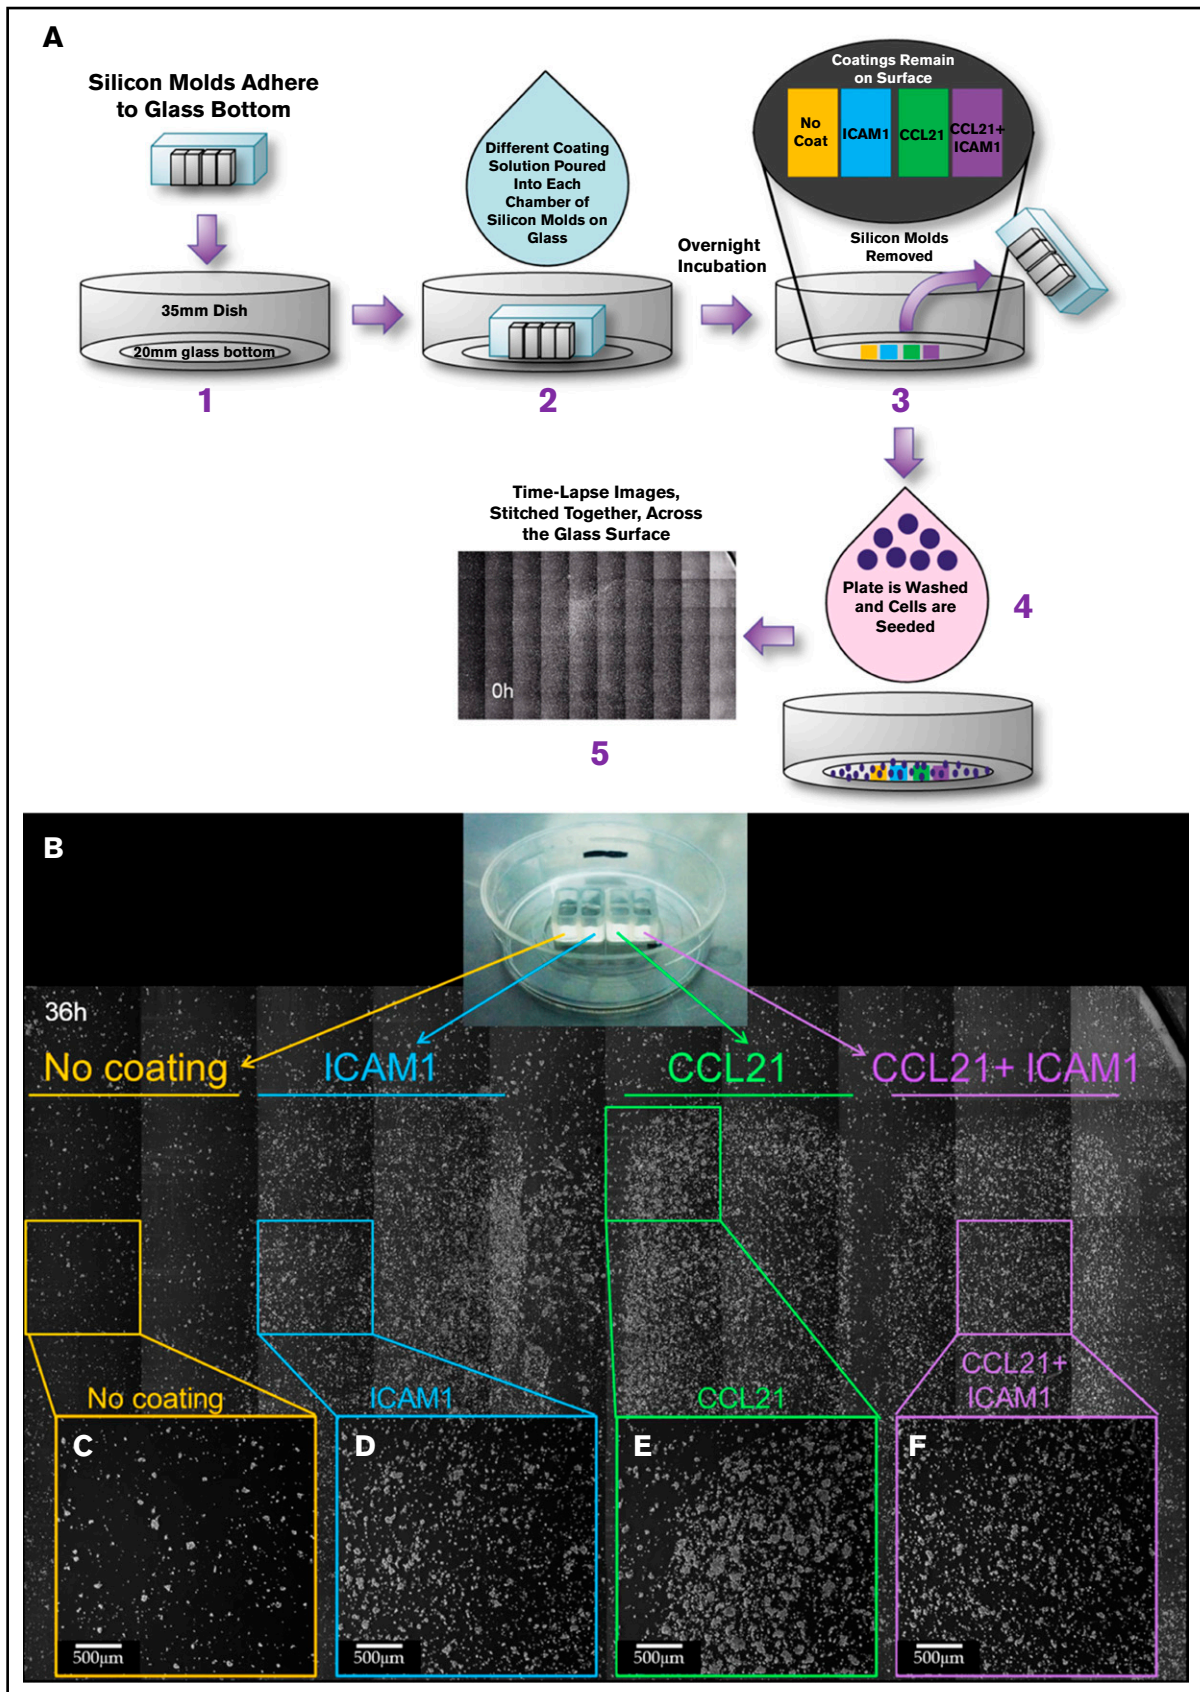 A
Silicon Molds Adhere
to Glass Bottom
35mm Dish
20mm glass bottom
1
Different Coating
Solution Poured
Into Each
Chamber of
Silicon Molds on
Glass
2
Overnight
Incubation
Coatings Remain
on Surface
No
Coat
ICAM1
CCL21
CCL21+
ICAM1
Silicon Molds
Removed
3
Plate is Washed
and Cells are
Seeded
4
Time-Lapse Images,
Stitched Together, Across
the Glass Surface
0h
5
B
36h
No coating
ICAM1
CCL21
CCL21+ ICAM1
No coating
ICAM1
CCL21
CCL21+
ICAM1
C
500µm
D
500µm
E
500µm
F
500µm